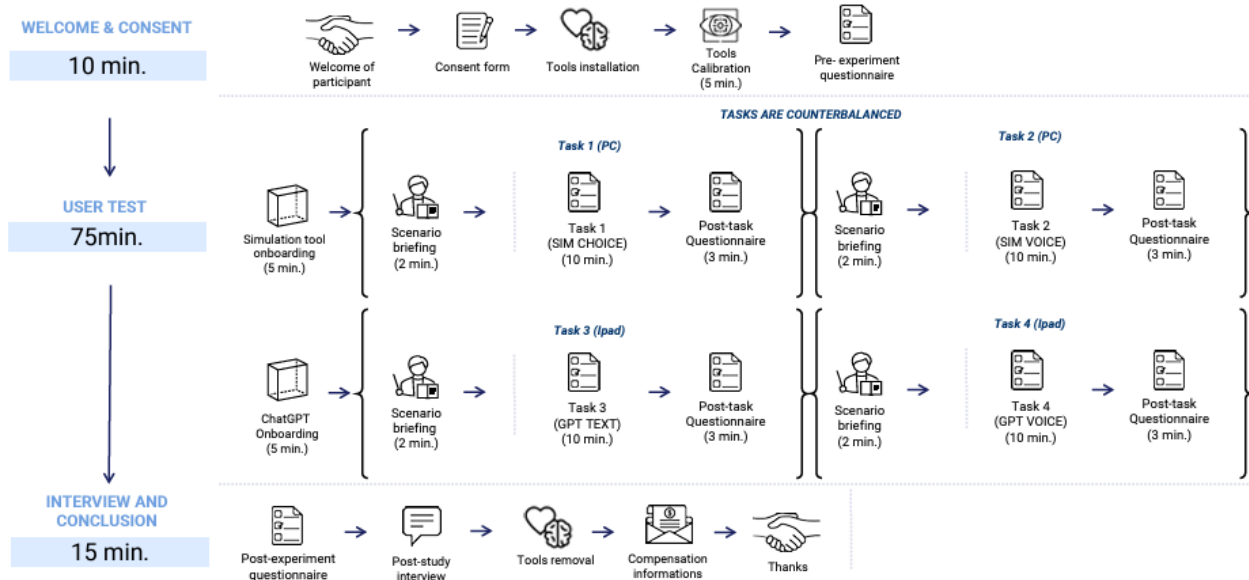 WELCOME & CONSENT
10 min.
Welcome of
participant
Consent form
Tools installation
Tools
Calibration
(5 min.)
Pre- experiment
questionnaire
TASKS ARE COUNTERBALANCED
USER TEST
75min.
Simulation tool
onboarding
(5 min.)
Task 1 (PC)
Scenario
briefing
(2 min.)
Task 1
(SIM CHOICE)
(10 min.)
Post-task
Questionnaire
(3 min.)
Task 2 (PC)
Scenario
briefing
(2 min.)
Task 2
(SIM VOICE)
(10 min.)
Post-task
Questionnaire
(3 min.)
ChatGPT
Onboarding
(5 min.)
Task 3 (Ipad)
Scenario
briefing
(2 min.)
Task 3
(GPT TEXT)
(10 min.)
Post-task
Questionnaire
(3 min.)
Task 4 (Ipad)
Scenario
briefing
(2 min.)
Task 4
(GPT VOICE)
(10 min.)
Post-task
Questionnaire
(3 min.)
INTERVIEW AND
CONCLUSION
15 min.
Post-experiment
questionnaire
Post-study
interview
Tools removal
Compensation
informations
Thanks